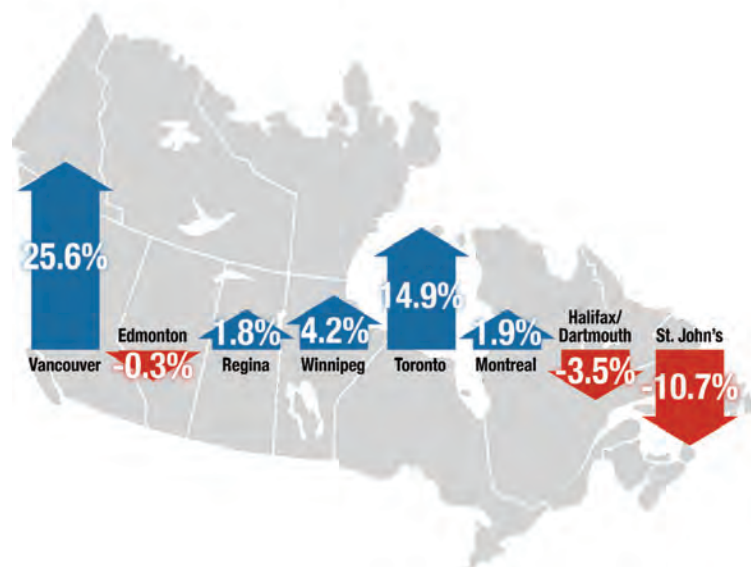 25.6%
Vancouver
Edmonton
-0.3%
1.8%
Regina
4.2%
Winnipeg
14.9%
Toronto
1.9%
Montreal
Halifax/
Dartmouth
-3.5%
St. John's
-10.7%